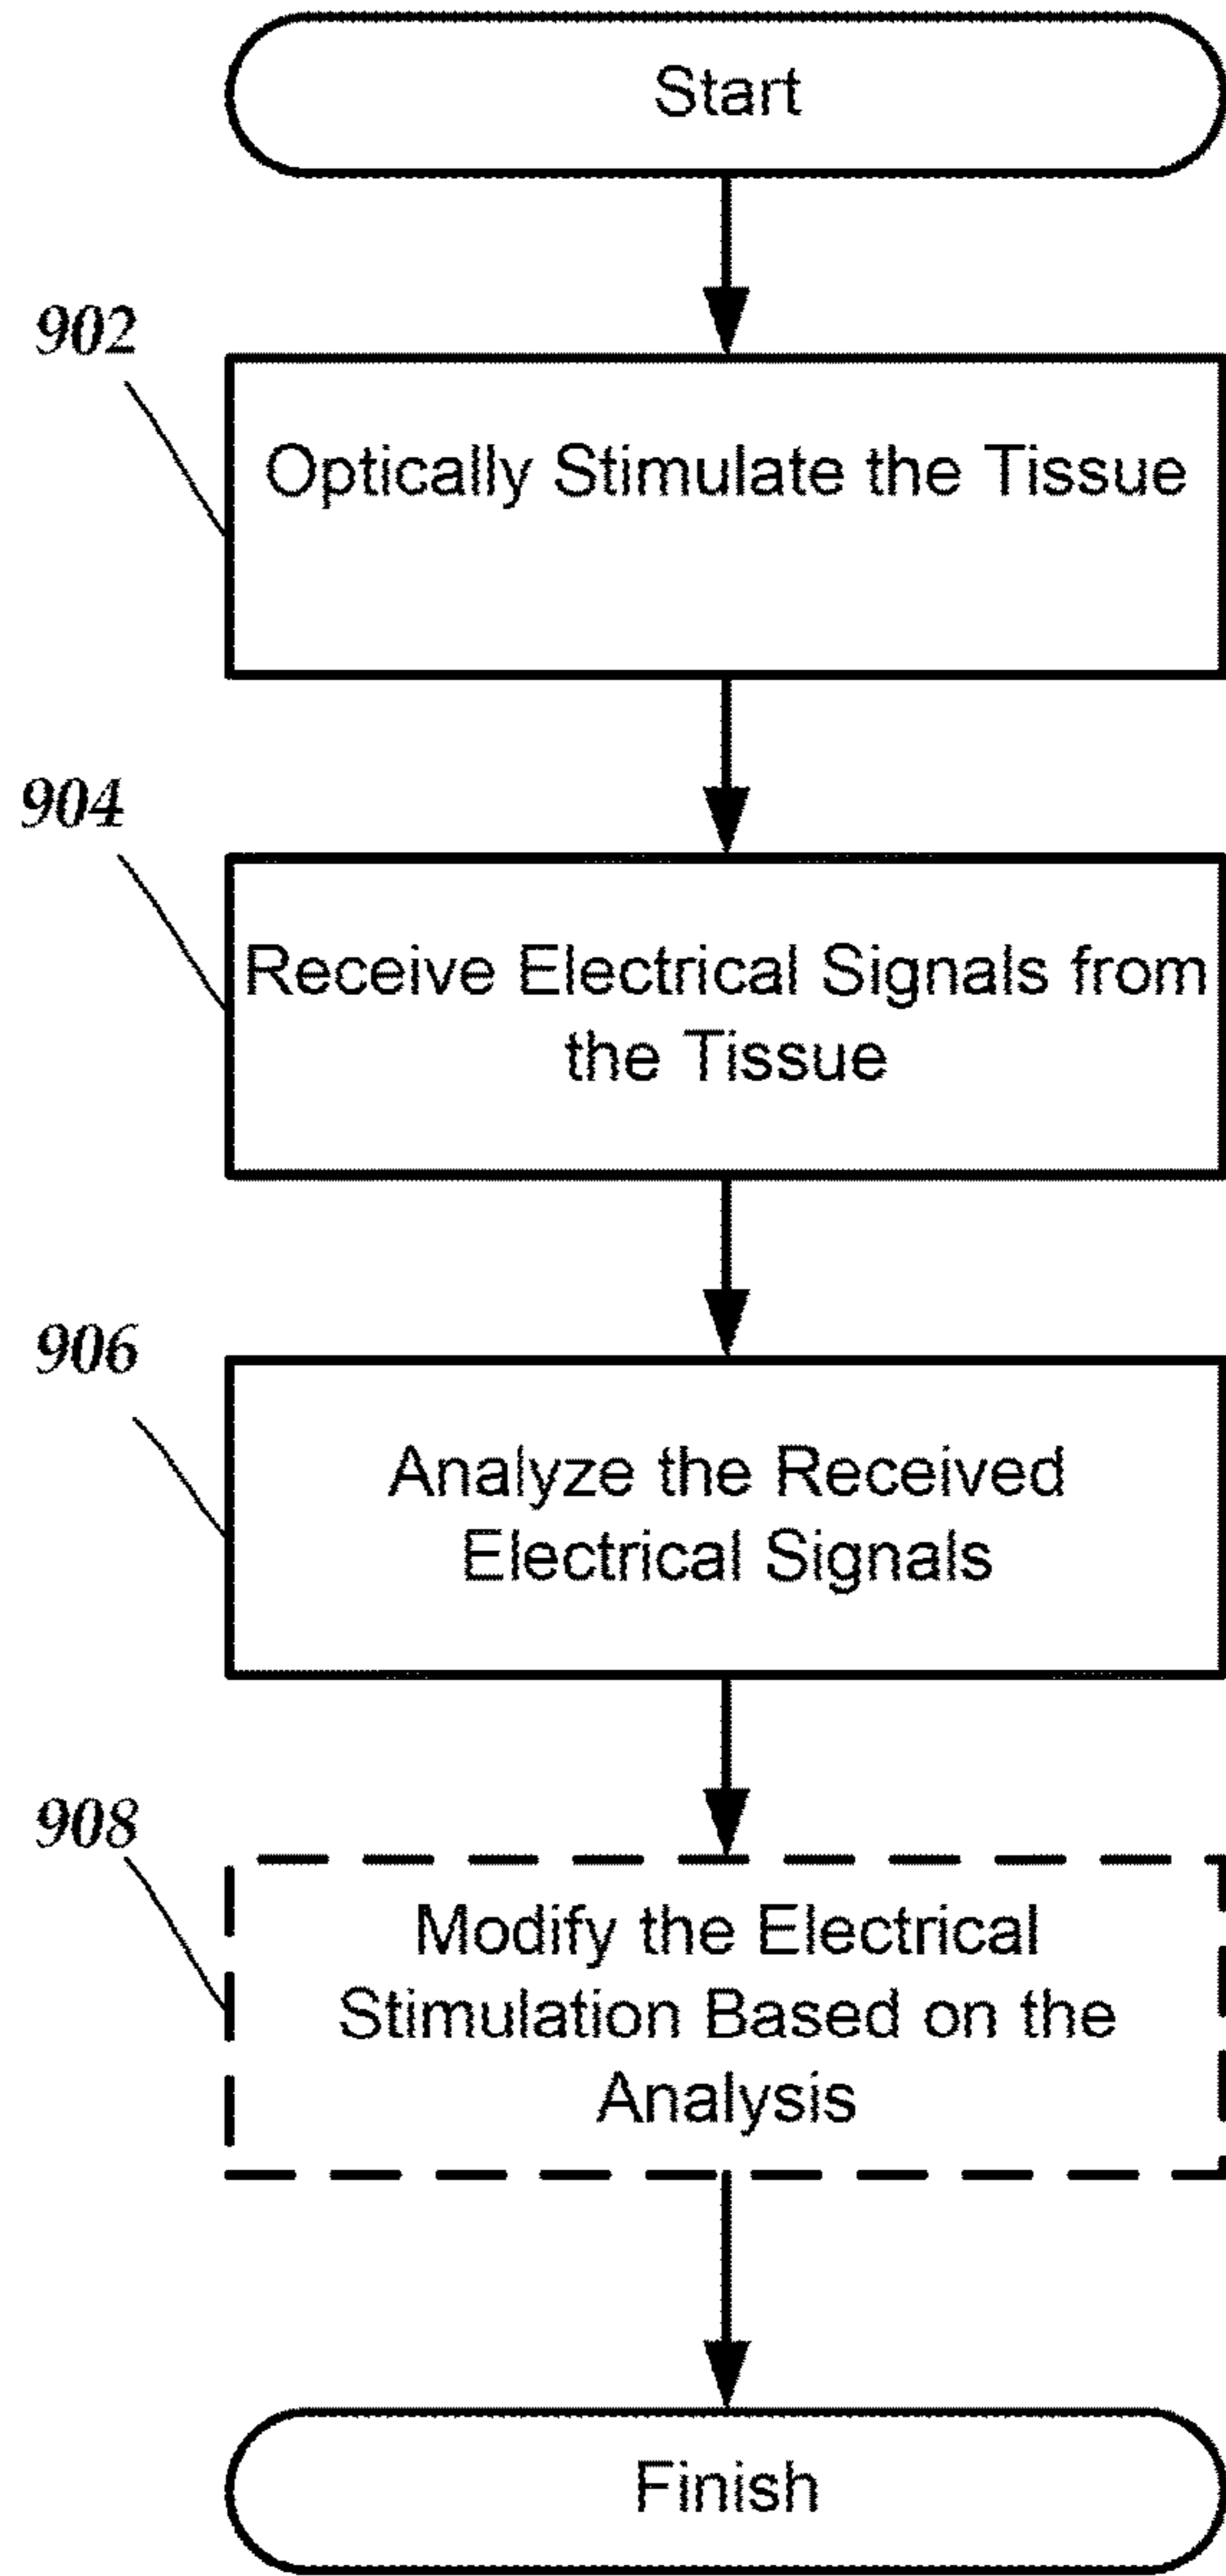 Start
902
Optically Stimulate the Tissue
904
Receive Electrical Signals from
the Tissue
906
Analyze the Received
Electrical Signals
908
Modify the Electrical
Stimulation Based on the
Analysis
Finish